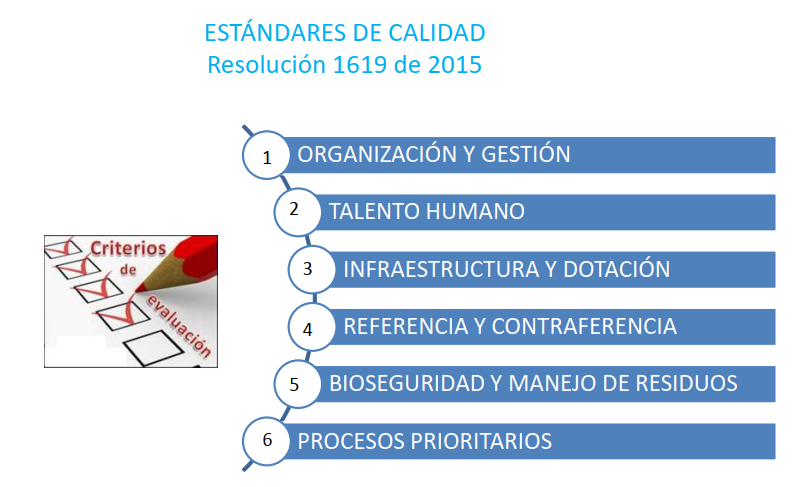 ESTÁNDARES DE CALIDAD
Resolución 1619 de 2015
1 ORGANIZACIÓN Y GESTIÓN
2 TALENTO HUMANO
3 INFRAESTRUCTURA Y DOTACIÓN
Criterios
de
evaluación
4 REFERENCIA Y CONTRAFERENCIA
5 BIOSEGURIDAD Y MANEJO DE RESIDUOS
6 PROCESOS PRIORITARIOS